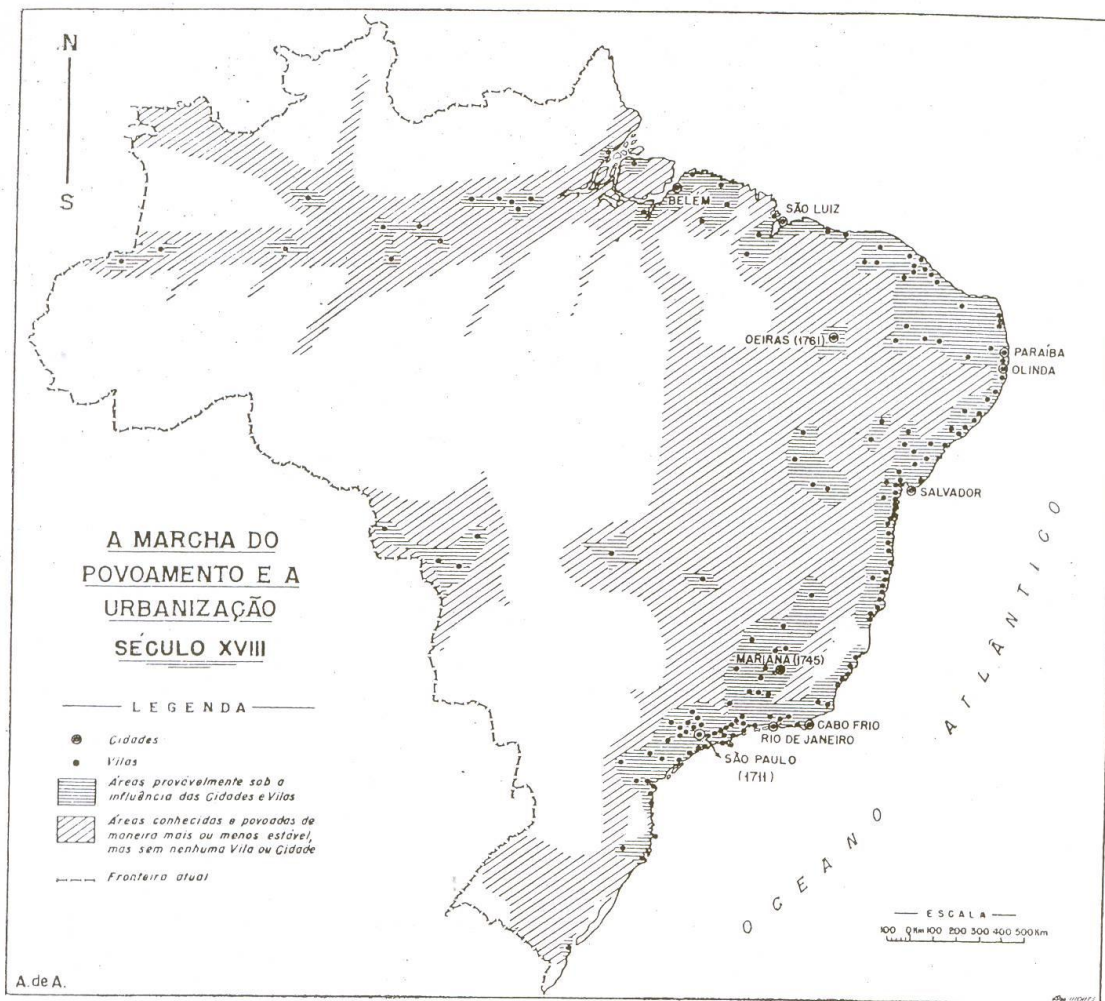 N
S
BELÉM
SÃO LUIZ
OEIRAS (1761)
PARAÍBA
OLINDA
SALVADOR
MARIANA (1745)
CABO FRIO
RIO DE JANEIRO
SÃO PAULO
(1711)
OCEANO ATLÂNTICO
A MARCHA DO
POVOAMENTO E A
URBANIZAÇÃO
SÉCULO XVIII
LEGENDA
Cidades
Vilas
Áreas provávelmente sob a
influência das Cidades e Vilas
Áreas conhecidas e povoadas de
maneira mais ou menos estável,
mas sem nenhuma Vila ou Cidade
Fronteira atual
ESCALA
100 0 Km 100 200 300 400 500 Km
A. de A.